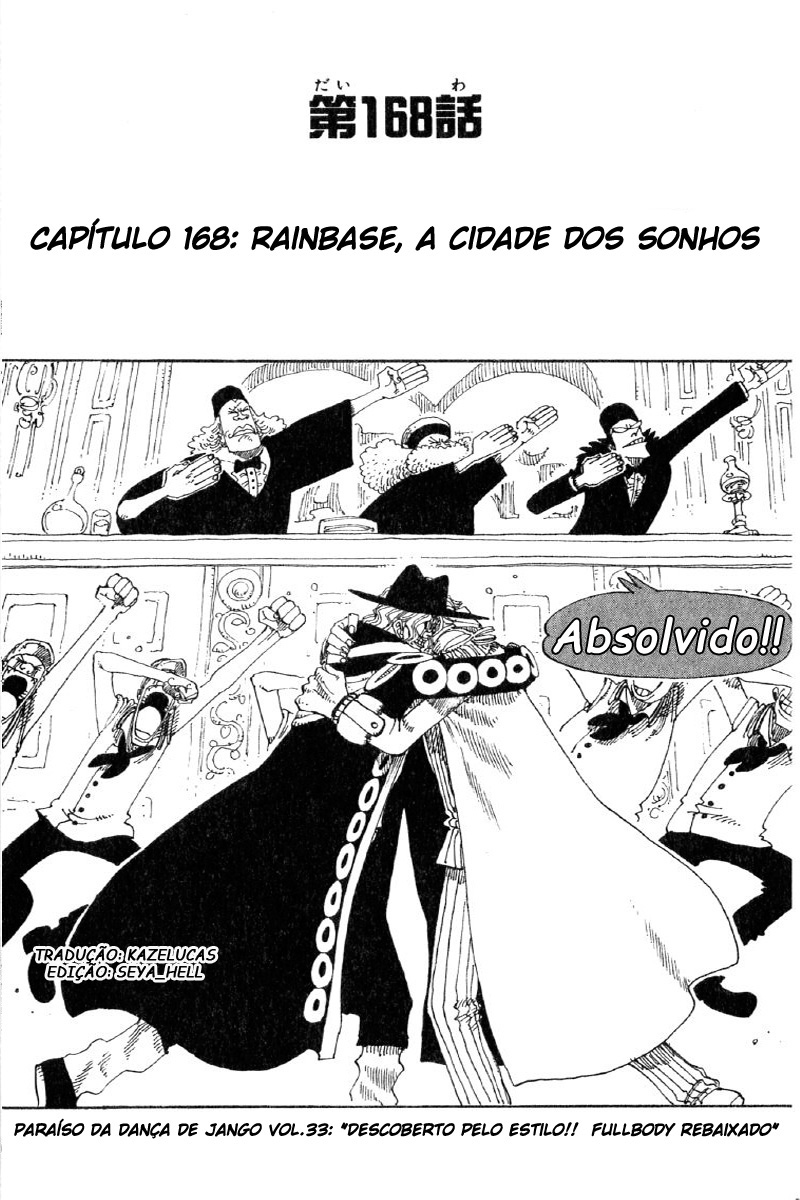 だい わ
第168話
CAPÍTULO 168: RAINBASE, A CIDADE DOS SONHOS
Absolvido!!
TRADUÇÃO: KAZELUCAS
EDIÇÃO: SEYA_HELL
PARAÍSO DA DANÇA DE JANGO VOL.33: "DESCOBERTO PELO ESTILO!! FULLBODY REBAIXADO"